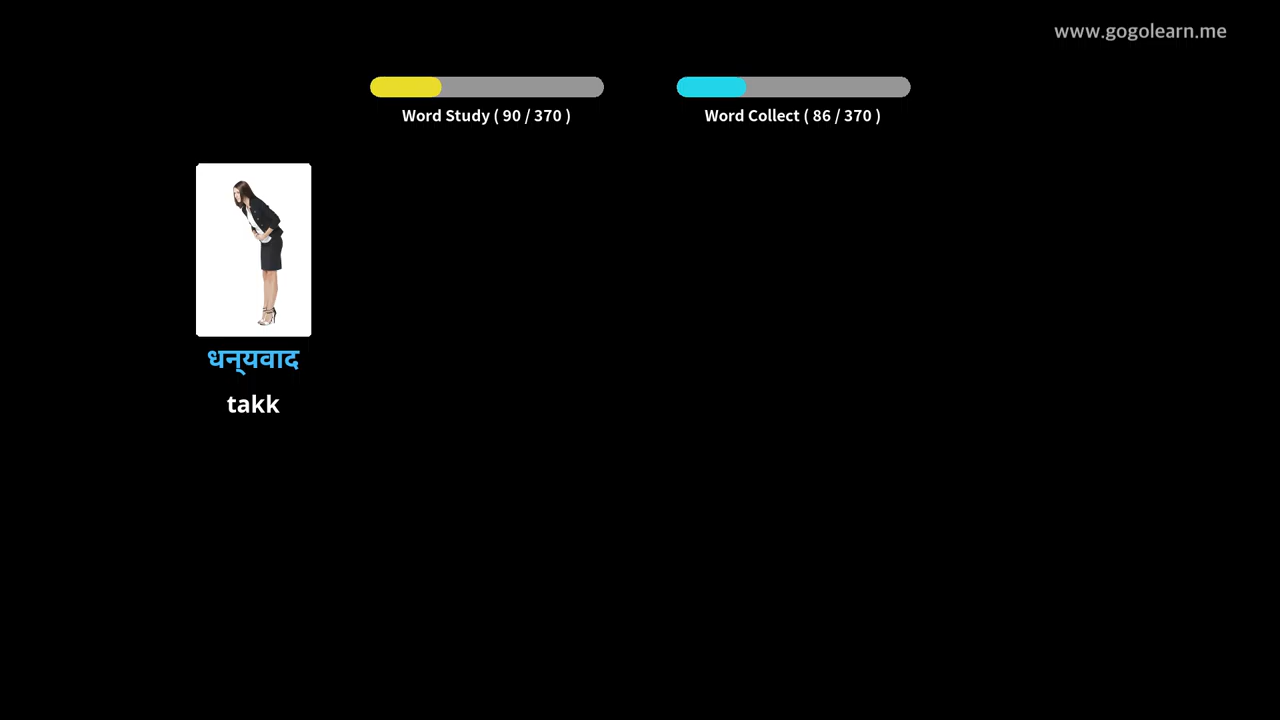 www.gogolearn.me
Word Study ( 90 / 370 )
Word Collect ( 86 / 370 )
धन्यवाद
takk